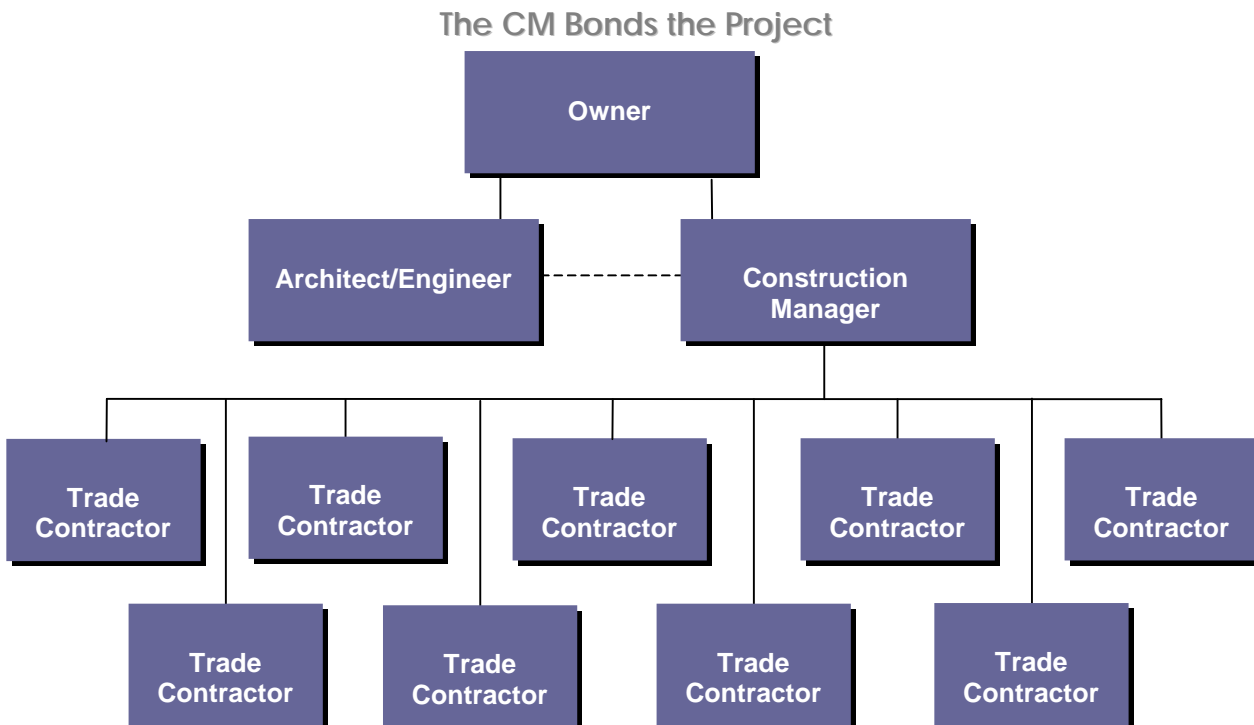 The CM Bonds the Project
Owner
Architect/Engineer
Construction
Manager
Trade
Contractor
Trade
Contractor
Trade
Contractor
Trade
Contractor
Trade
Contractor
Trade
Contractor
Trade
Contractor
Trade
Contractor
Trade
Contractor